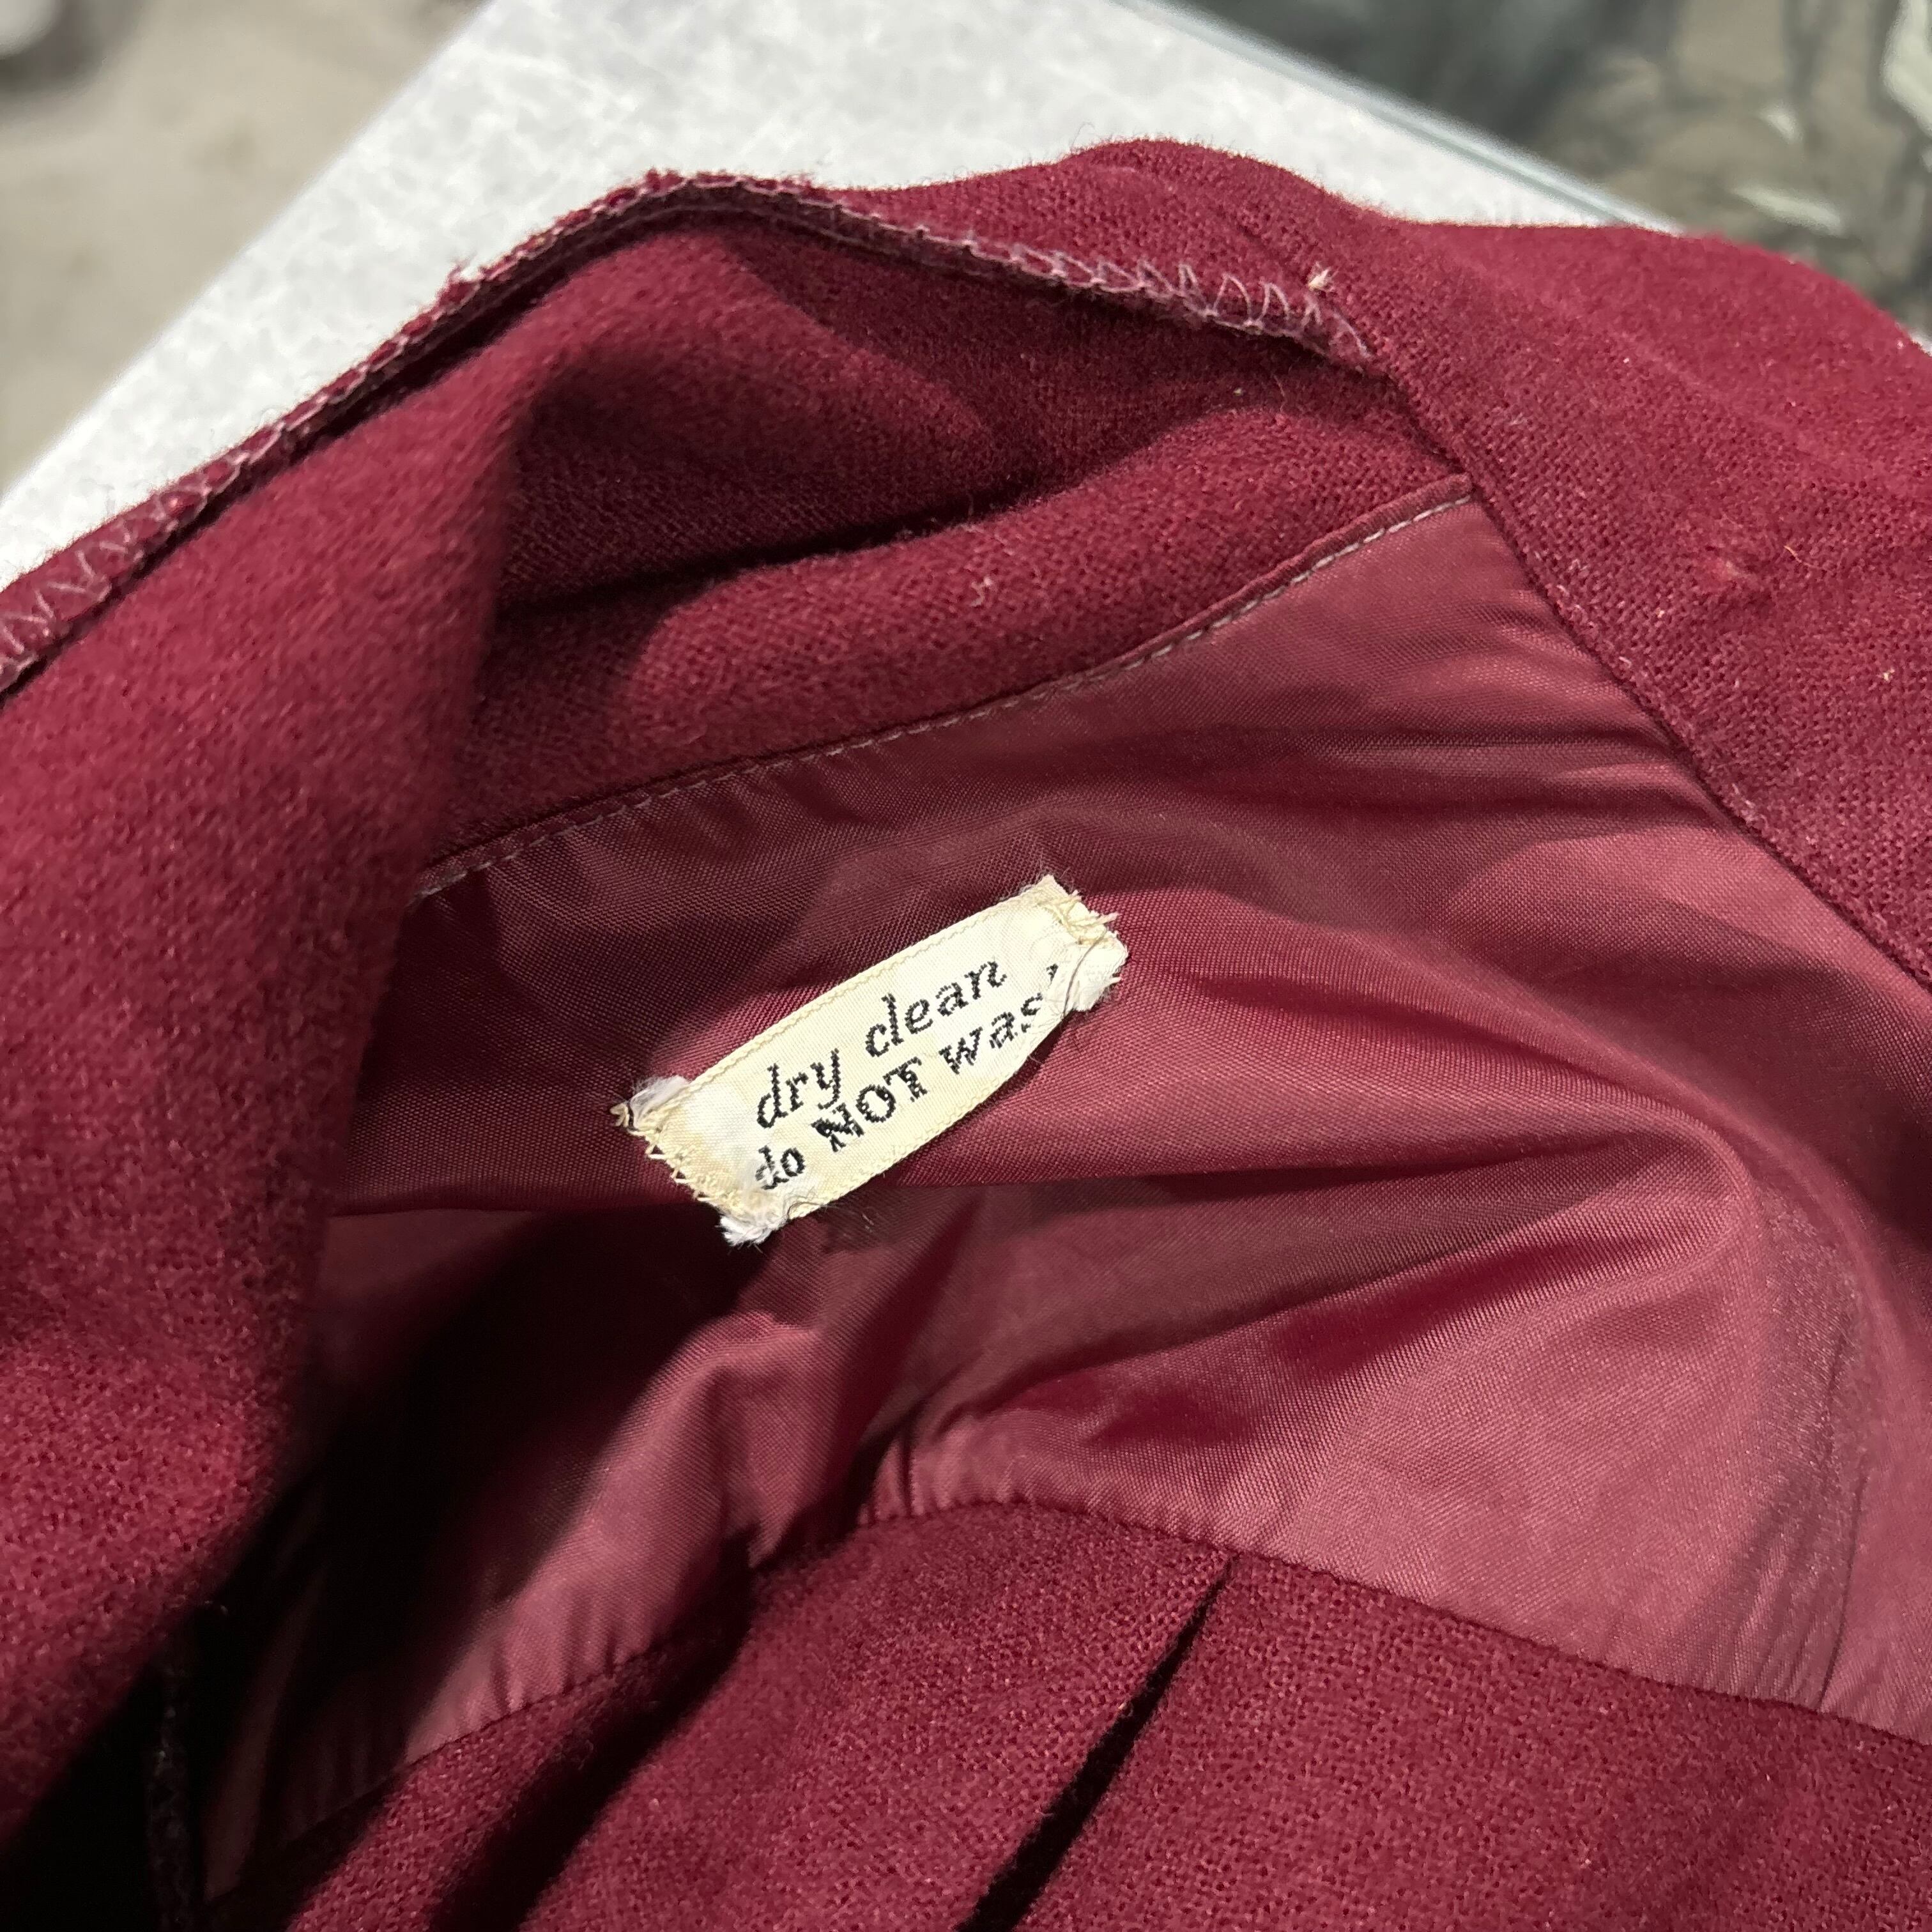 dry clean
do NOT was